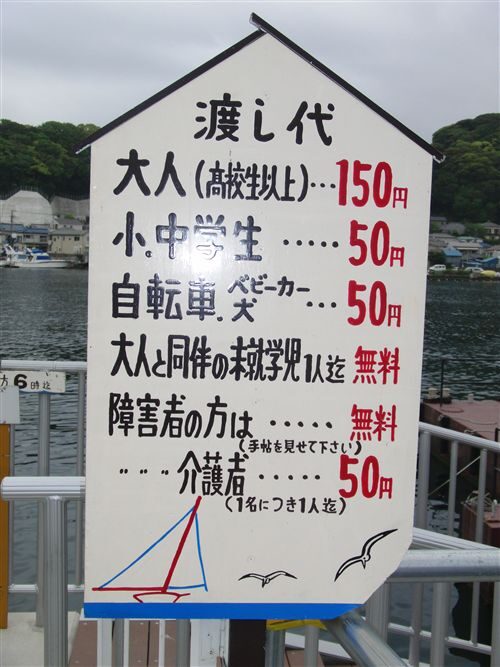 渡し代
大人(高校生以上)…150円
小.中学生 ‥‥‥ 50円
自転車.ベビーカー 犬 … 50円
大人と同伴の未就学児1人迄 無料
障害者の方は ‥‥‥ 無料
(手帖を見せて下さい)
〃 〃 〃 介護者 ‥‥‥ 50円
(1名につき1人迄)
方6時迄